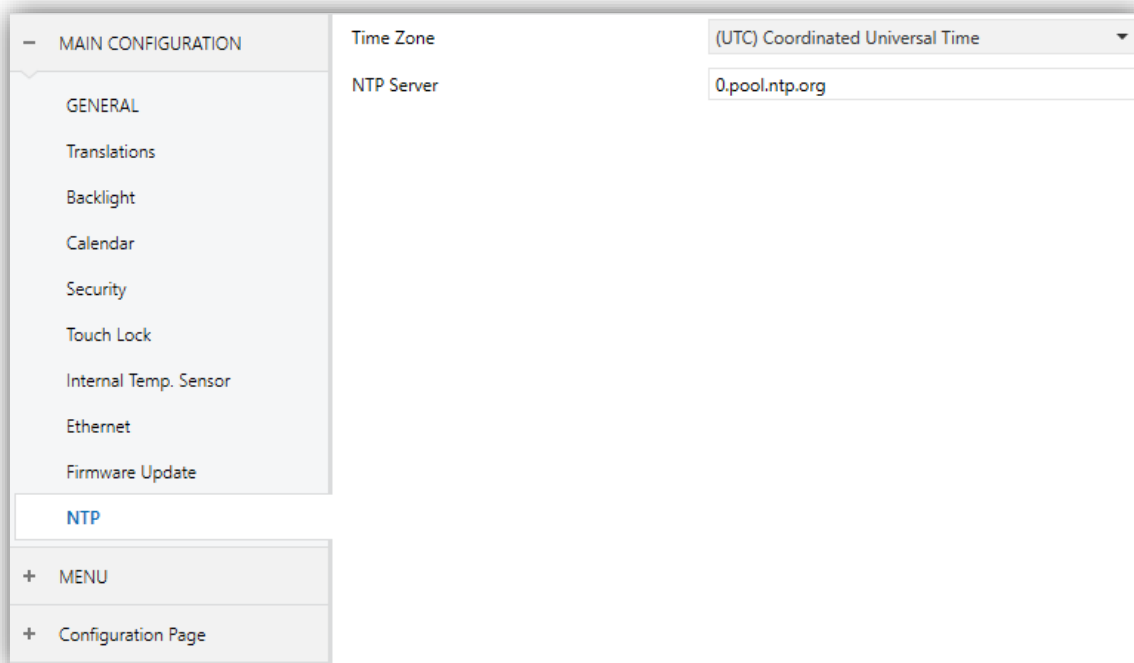 − MAIN CONFIGURATION
GENERAL
Translations
Backlight
Calendar
Security
Touch Lock
Internal Temp. Sensor
Ethernet
Firmware Update
NTP
+ MENU
+ Configuration Page
Time Zone (UTC) Coordinated Universal Time
NTP Server 0.pool.ntp.org